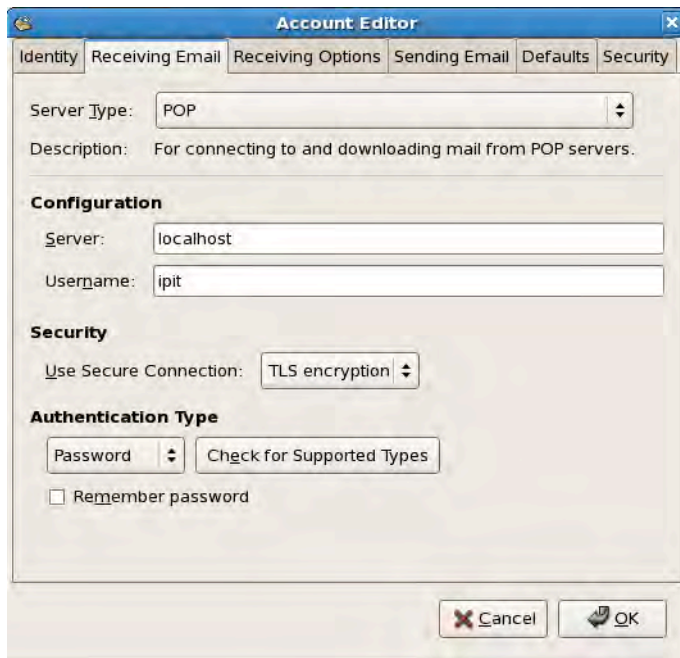 Account Editor
Identity Receiving Email Receiving Options Sending Email Defaults Security
Server Type: POP
Description: For connecting to and downloading mail from POP servers.
Configuration
Server: localhost
Username: ipit
Security
Use Secure Connection: TLS encryption
Authentication Type
Password Check for Supported Types
Remember password
Cancel OK